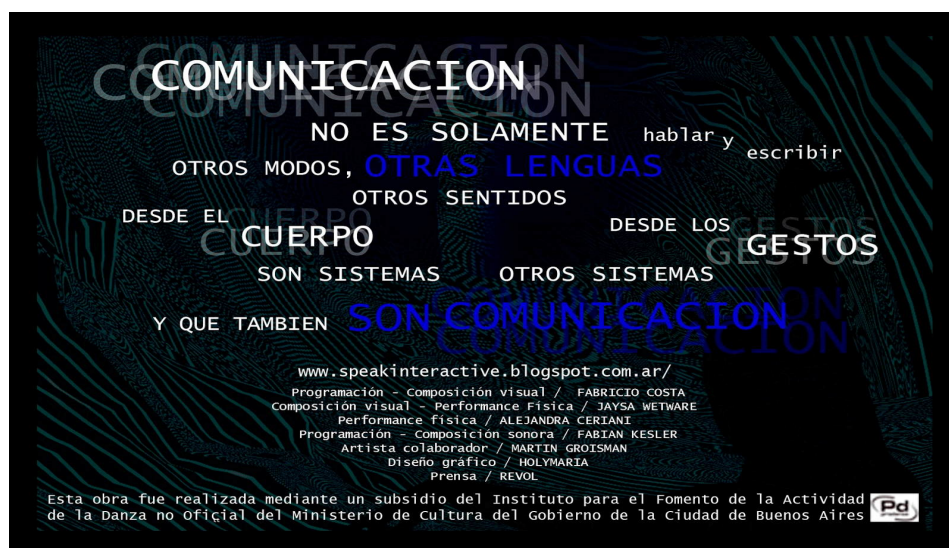 COMUNICACION
NO ES SOLAMENTE hablar y escribir
OTROS MODOS, OTRAS LENGUAS
OTROS SENTIDOS
DESDE EL CUERPO DESDE LOS GESTOS
SON SISTEMAS OTROS SISTEMAS
Y QUE TAMBIEN SON COMUNICACION
www.speakinteractive.blogspot.com.ar/
Programación - Composición visual / FABRICIO COSTA
Composición visual - Performance Física / JAYSA WETWARE
Performance física / ALEJANDRA CERIANI
Programación - Composición sonora / FABIAN KESLER
Artista colaborador / MARTIN GROISMAN
Diseño gráfico / HOLYMARIA
Prensa / REVOL
Esta obra fue realizada mediante un subsidio del Instituto para el Fomento de la Actividad
de la Danza no Oficial del Ministerio de Cultura del Gobierno de la Ciudad de Buenos Aires
Pd